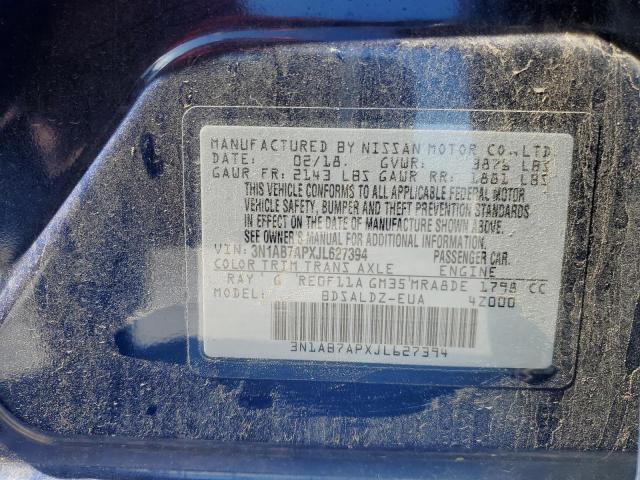 MANUFACTURED BY NISSAN MOTOR CO., LTD
DATE: 02/18. GVWR: 3876 LBS
GAWR FR: 2143 LBS GAWR RR: 1881 LBS
THIS VEHICLE CONFORMS TO ALL APPLICABLE FEDERAL MOTOR
VEHICLE SAFETY, BUMPER AND THEFT PREVENTION STANDARDS
IN EFFECT ON THE DATE OF MANUFACTURE SHOWN ABOVE.
SEE OWNER'S MANUAL FOR ADDITIONAL INFORMATION.
VIN: 3N1AB7APXJL627394 PASSENGER CAR.
COLOR TRIM TRANS AXLE ENGINE
RAY G RE0F11A GM35 MRA8DE 1798 CC
MODEL: BDSALDZ-EUA 4Z000
3N1AB7APXJL627394